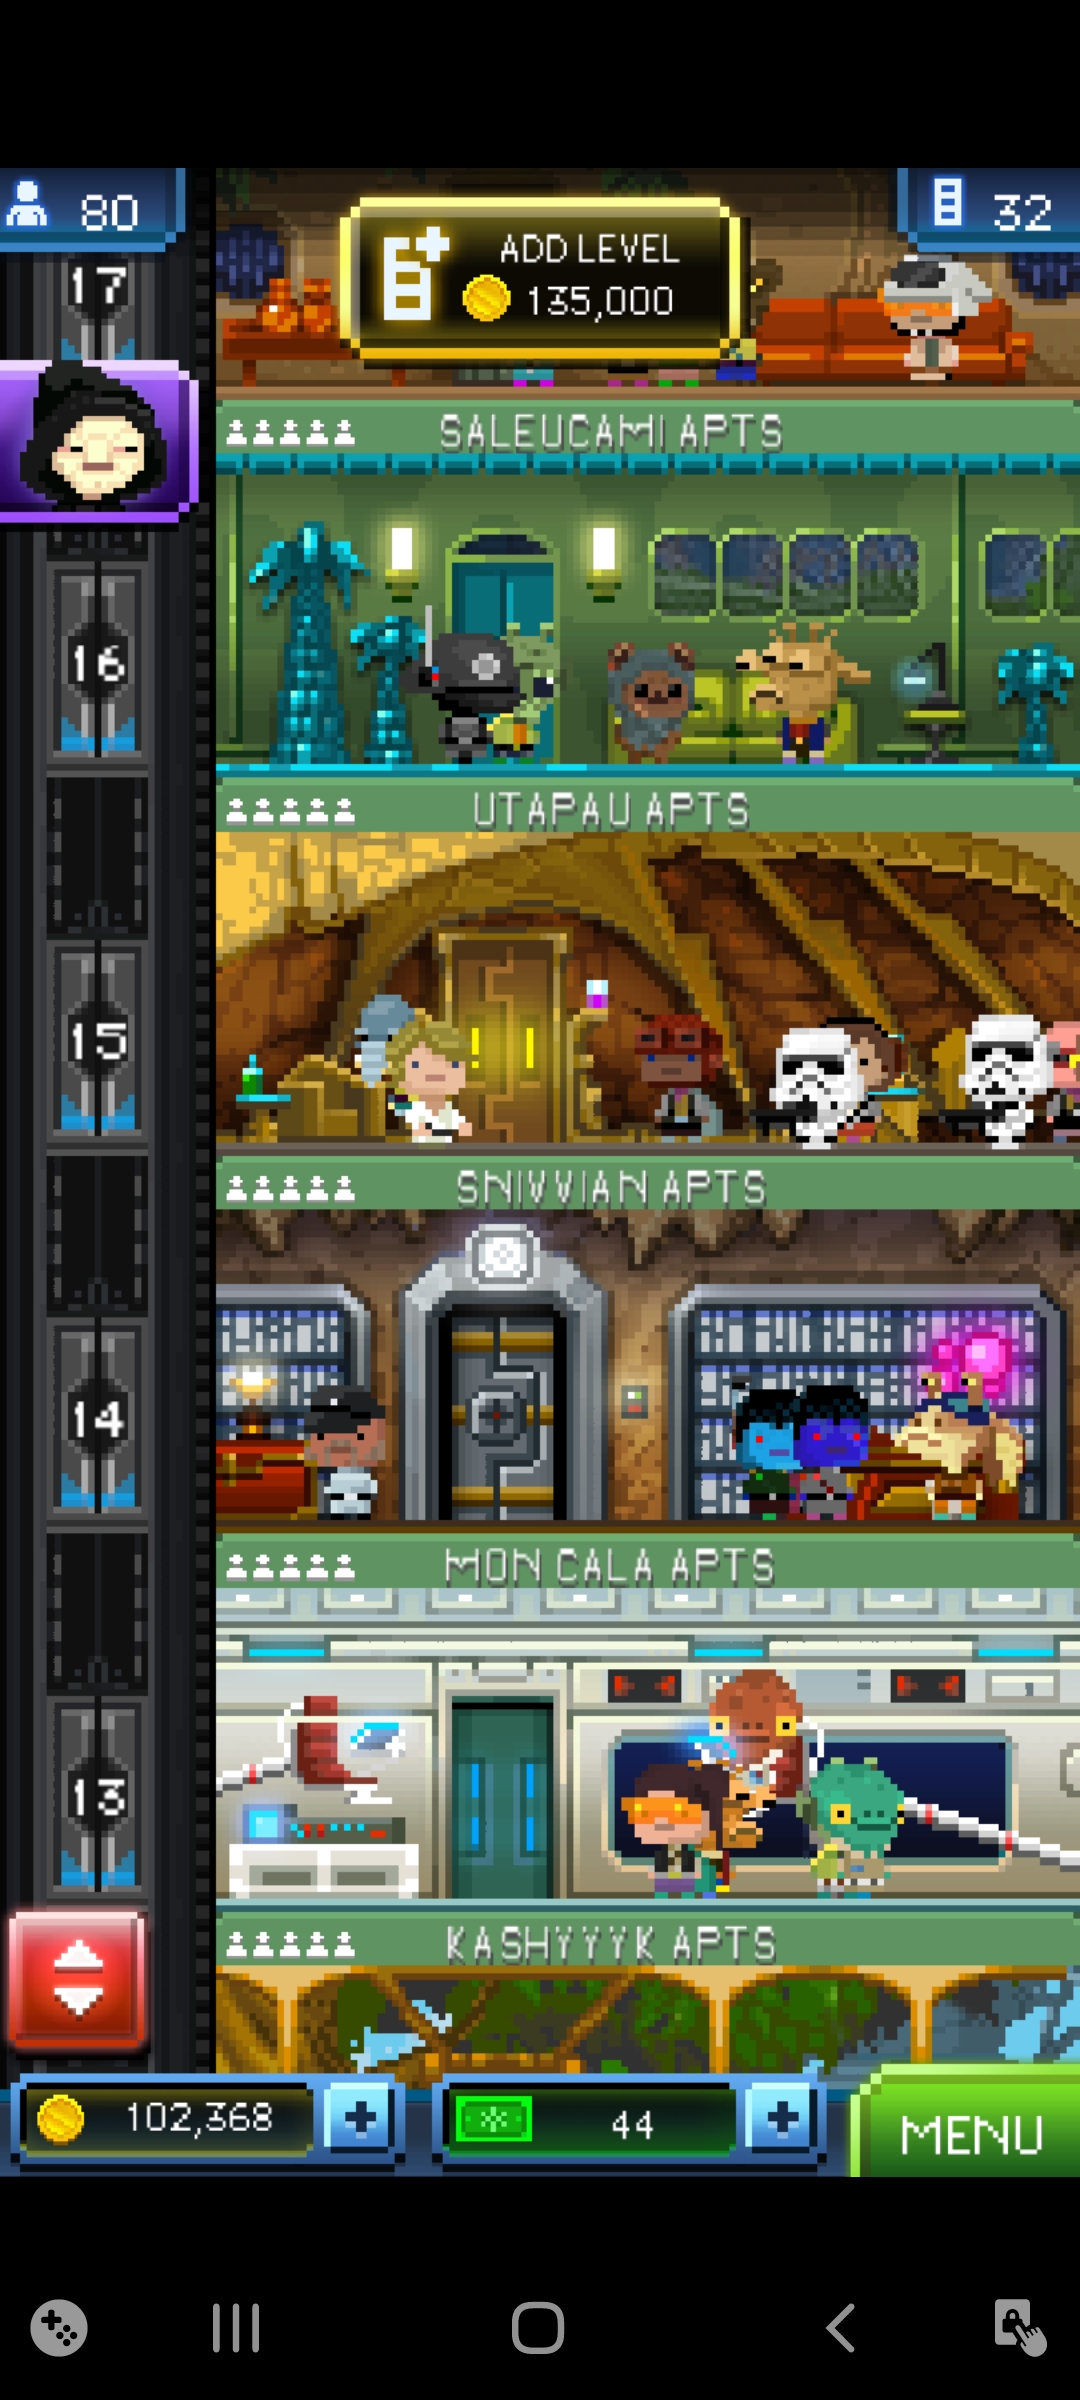 80
ADD LEVEL
135,000
32
17
SALEUCAMI APTS
16
UTAPAU APTS
15
SNIVVIAN APTS
14
MON CALA APTS
13
KASHYYYK APTS
102,368
44
MENU